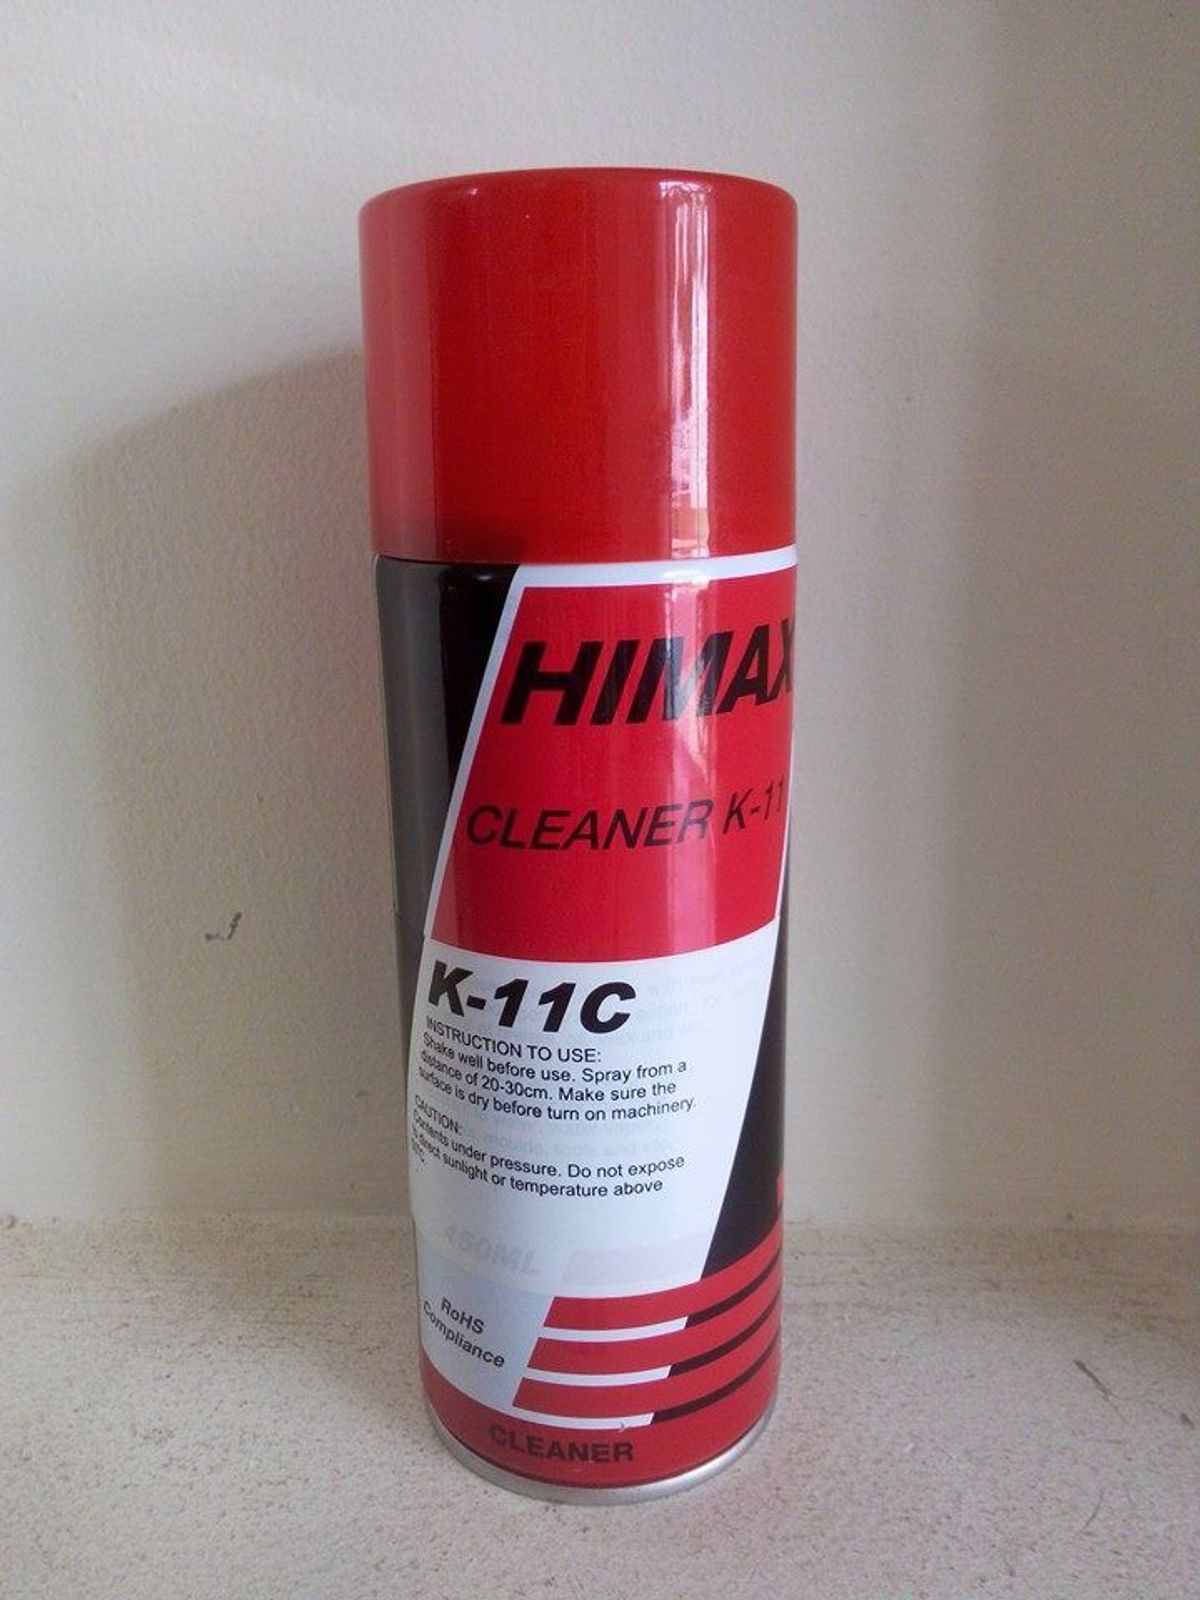 HIMAX
CLEANER K-11
K-11C
INSTRUCTION TO USE:
Shake well before use. Spray from a
distance of 20-30cm. Make sure the
surface is dry before turn on machinery.
CAUTION:
Contents under pressure. Do not expose
to direct sunlight or temperature above
450ML
RoHS
Compliance
CLEANER